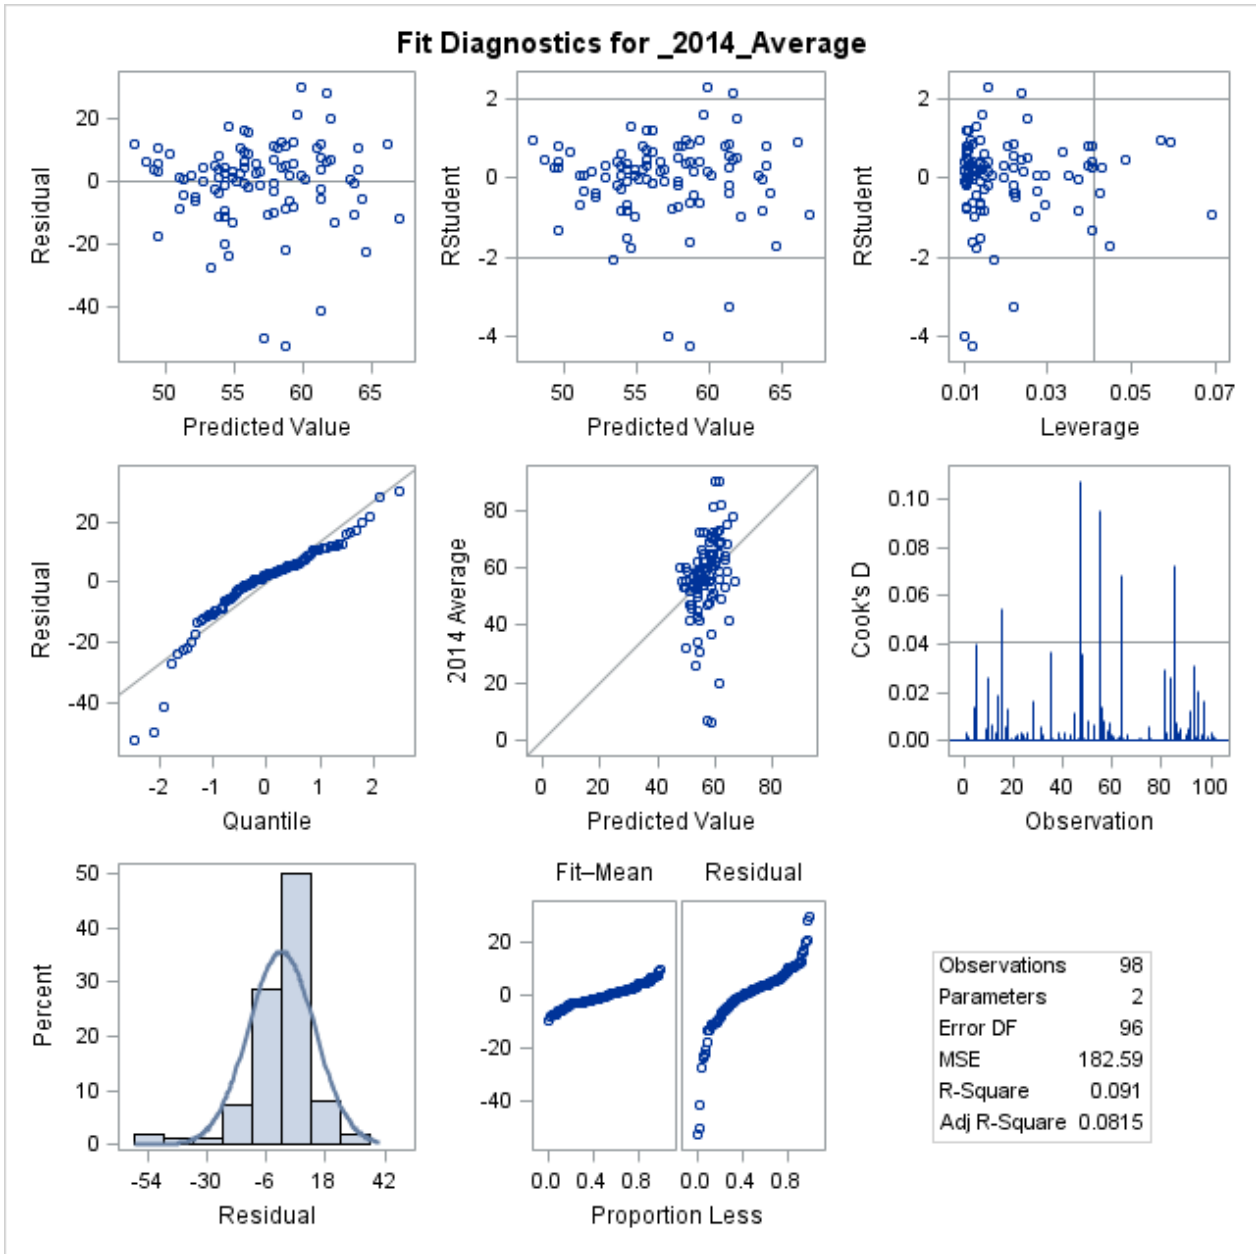 Fit Diagnostics for _2014_Average
Residual
20
0
-20
-40
50 55 60 65
Predicted Value
RStudent
2
0
-2
-4
50 55 60 65
Predicted Value
RStudent
2
0
-2
-4
0.01 0.03 0.05 0.07
Leverage
Residual
20
0
-20
-40
-2 -1 0 1 2
Quantile
2014 Average
80
60
40
20
0
0 20 40 60 80
Predicted Value
Cook's D
0.10
0.08
0.06
0.04
0.02
0.00
0 20 40 60 80 100
Observation
Percent
50
40
30
20
10
0
-54 -30 -6 18 42
Residual
Fit–Mean Residual
20
0
-20
-40
0.0 0.4 0.8 0.0 0.4 0.8
Proportion Less
Observations 98
Parameters 2
Error DF 96
MSE 182.59
R-Square 0.091
Adj R-Square 0.0815